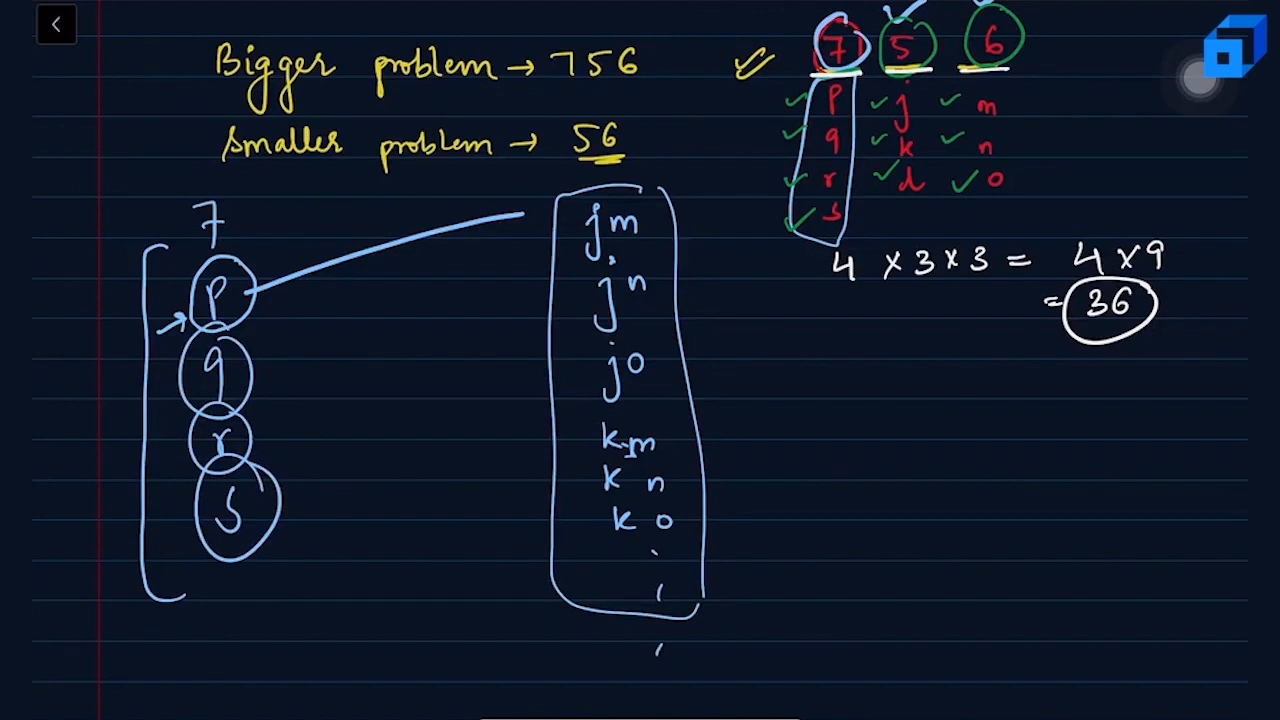 Bigger problem → 756
smaller problem → 56
7 5 6
p j m
q k n
r l o
s
4 × 3 × 3 = 4 × 9
= 36
7
p
q
r
s
jm
jn
jo
km
kn
ko